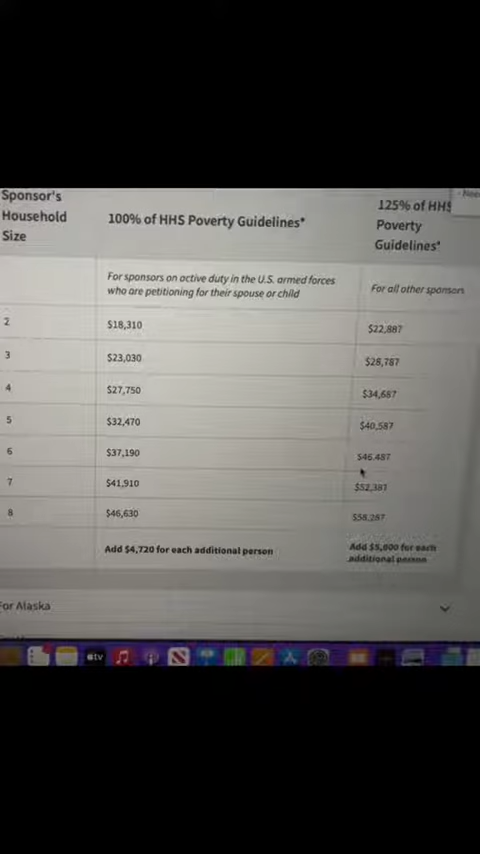 Sponsor's
Household
Size
100% of HHS Poverty Guidelines*
125% of HHS
Poverty
Guidelines*
For sponsors on active duty in the U.S. armed forces
who are petitioning for their spouse or child
For all other sponsors
2 $18,310 $22,887
3 $23,030 $28,787
4 $27,750 $34,687
5 $32,470 $40,587
6 $37,190 $46,487
7 $41,910 $52,387
8 $46,630 $58,287
Add $4,720 for each additional person
Add for each
additional person
For Alaska
tv